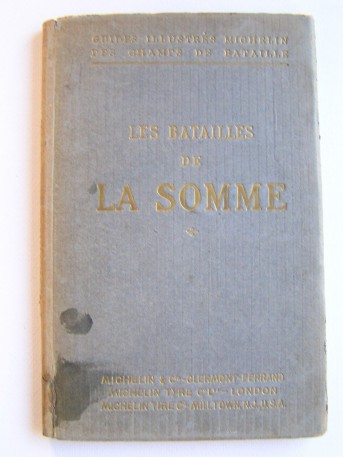 GUIDES ILLUSTRÉS MICHELIN
DES CHAMPS DE BATAILLE
LES BATAILLES
DE
LA SOMME
MICHELIN & Cie - CLERMONT-FERRAND
MICHELIN TYRE Co Ltd - LONDON
MICHELIN TIRE Co - MILLTOWN, N.J. U.S.A.